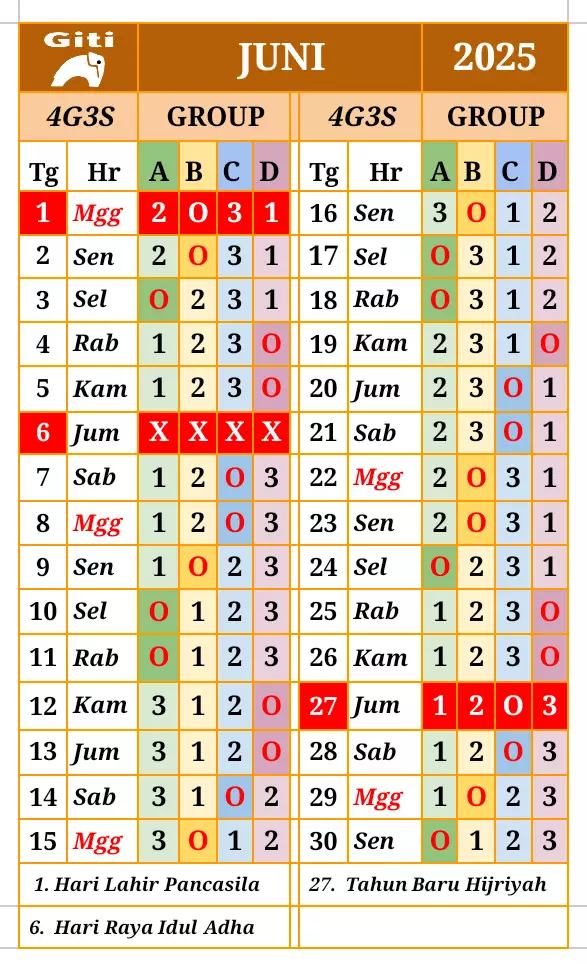 Giti JUNI 2025
4G3S GROUP 4G3S GROUP
Tg Hr A B C D Tg Hr A B C D
1 Mgg 2 O 3 1 16 Sen 3 O 1 2
2 Sen 2 O 3 1 17 Sel O 3 1 2
3 Sel O 2 3 1 18 Rab O 3 1 2
4 Rab 1 2 3 O 19 Kam 2 3 1 O
5 Kam 1 2 3 O 20 Jum 2 3 O 1
6 Jum X X X X 21 Sab 2 3 O 1
7 Sab 1 2 O 3 22 Mgg 2 O 3 1
8 Mgg 1 2 O 3 23 Sen 2 O 3 1
9 Sen 1 O 2 3 24 Sel O 2 3 1
10 Sel O 1 2 3 25 Rab 1 2 3 O
11 Rab O 1 2 3 26 Kam 1 2 3 O
12 Kam 3 1 2 O 27 Jum 1 2 O 3
13 Jum 3 1 2 O 28 Sab 1 2 O 3
14 Sab 3 1 O 2 29 Mgg 1 O 2 3
15 Mgg 3 O 1 2 30 Sen O 1 2 3
1. Hari Lahir Pancasila 27. Tahun Baru Hijriyah
6. Hari Raya Idul Adha